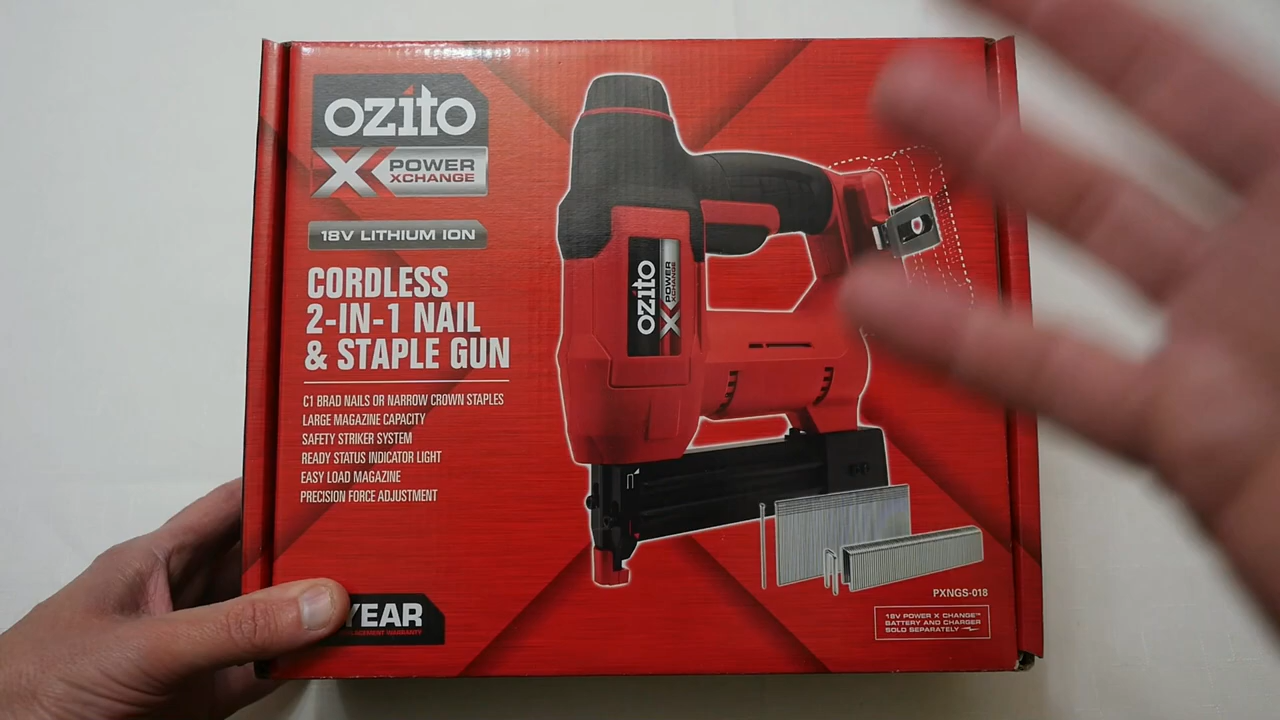 ozito
X POWER
XCHANGE
18V LITHIUM ION
CORDLESS
2-IN-1 NAIL
& STAPLE GUN
C1 BRAD NAILS OR NARROW CROWN STAPLES
LARGE MAGAZINE CAPACITY
SAFETY STRIKER SYSTEM
READY STATUS INDICATOR LIGHT
EASY LOAD MAGAZINE
PRECISION FORCE ADJUSTMENT
YEAR
WARRANTY
ozito
X POWER
XCHANGE
PXNGS-018
18V POWER X CHANGE™
BATTERY AND CHARGER
SOLD SEPARATELY